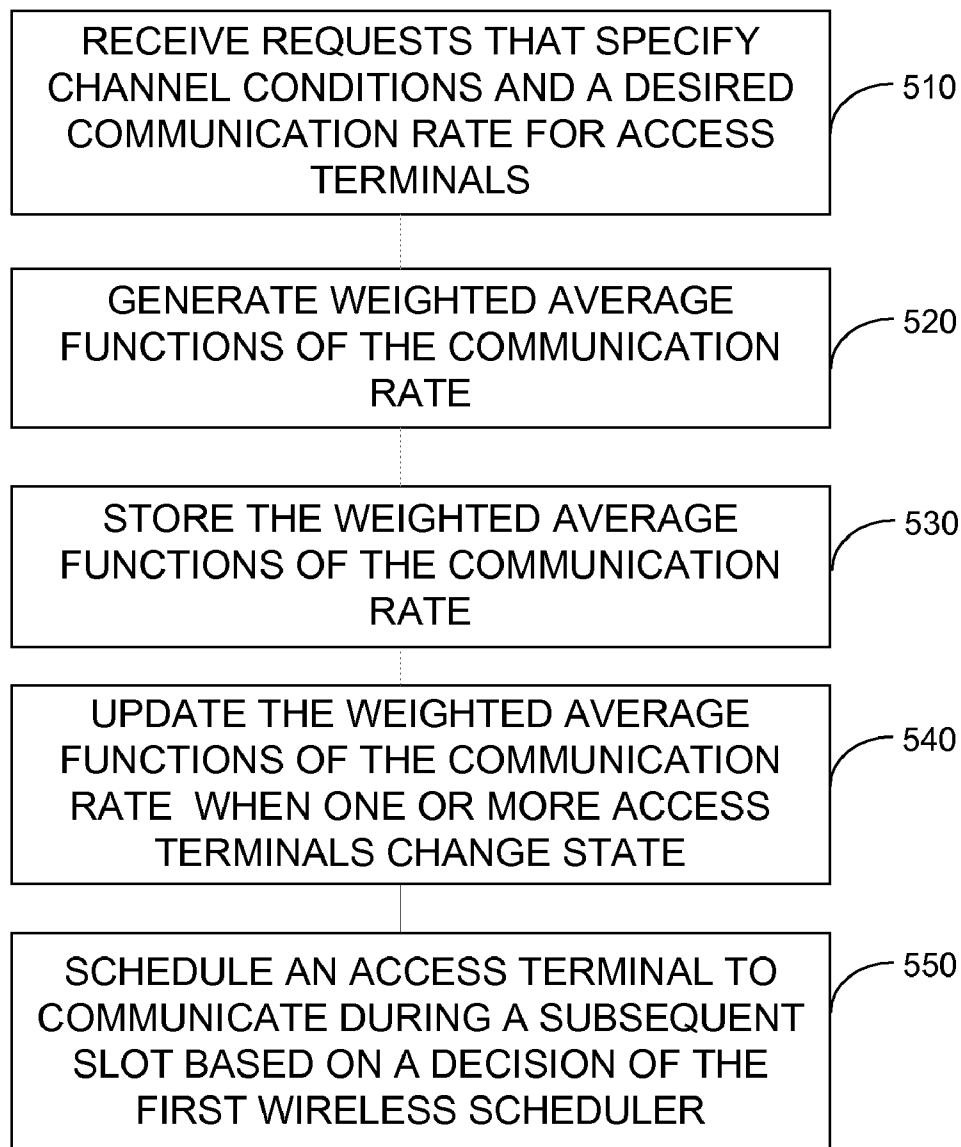 RECEIVE REQUESTS THAT SPECIFY
CHANNEL CONDITIONS AND A DESIRED
COMMUNICATION RATE FOR ACCESS
TERMINALS
510
GENERATE WEIGHTED AVERAGE
FUNCTIONS OF THE COMMUNICATION
RATE
520
STORE THE WEIGHTED AVERAGE
FUNCTIONS OF THE COMMUNICATION
RATE
530
UPDATE THE WEIGHTED AVERAGE
FUNCTIONS OF THE COMMUNICATION
RATE WHEN ONE OR MORE ACCESS
TERMINALS CHANGE STATE
540
SCHEDULE AN ACCESS TERMINAL TO
COMMUNICATE DURING A SUBSEQUENT
SLOT BASED ON A DECISION OF THE
FIRST WIRELESS SCHEDULER
550